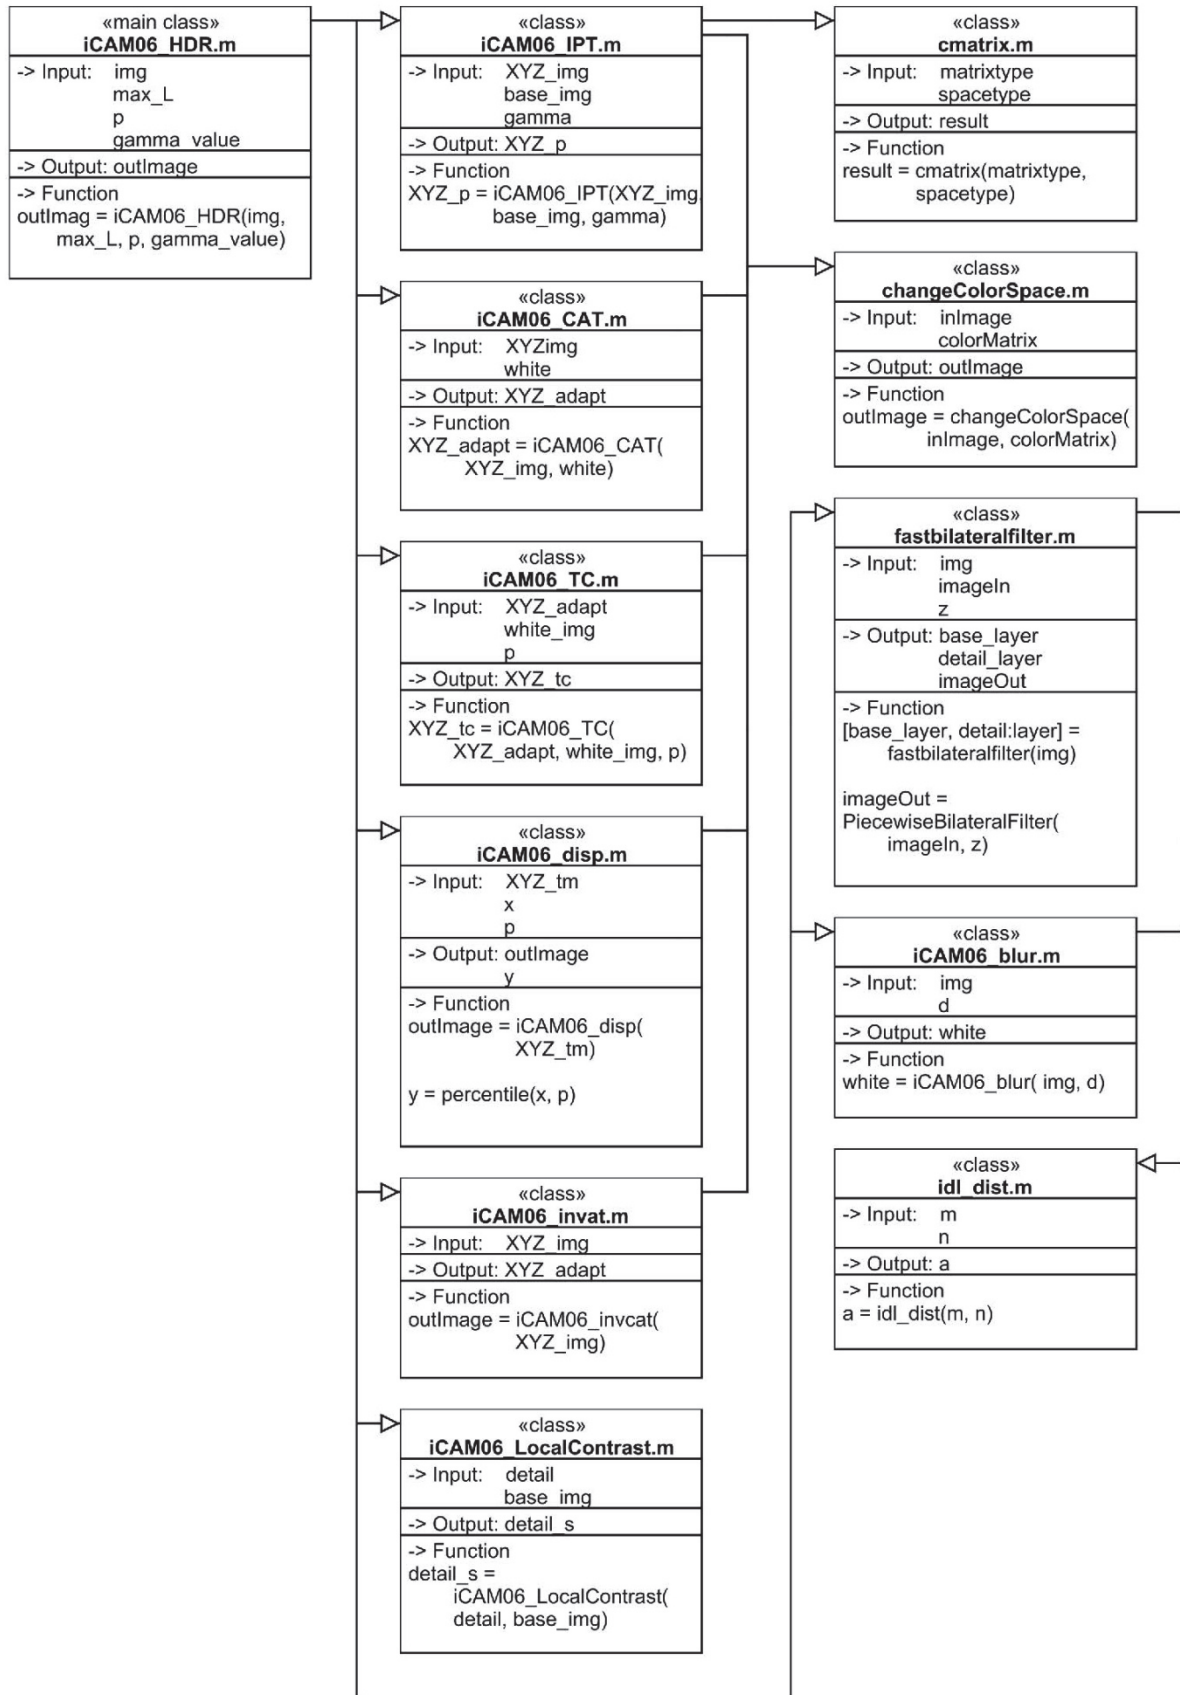 «main class»
iCAM06_HDR.m
-> Input: img
max_L
p
gamma_value
-> Output: outImage
-> Function
outImag = iCAM06_HDR(img,
max_L, p, gamma_value)
«class»
iCAM06_IPT.m
-> Input: XYZ_img
base_img
gamma
-> Output: XYZ_p
-> Function
XYZ_p = iCAM06_IPT(XYZ_img,
base_img, gamma)
«class»
iCAM06_CAT.m
-> Input: XYZimg
white
-> Output: XYZ_adapt
-> Function
XYZ_adapt = iCAM06_CAT(
XYZ_img, white)
«class»
iCAM06_TC.m
-> Input: XYZ_adapt
white_img
p
-> Output: XYZ_tc
-> Function
XYZ_tc = iCAM06_TC(
XYZ_adapt, white_img, p)
«class»
iCAM06_disp.m
-> Input: XYZ_tm
x
p
-> Output: outImage
y
-> Function
outImage = iCAM06_disp(
XYZ_tm)
y = percentile(x, p)
«class»
iCAM06_invat.m
-> Input: XYZ_img
-> Output: XYZ_adapt
-> Function
outImage = iCAM06_invcat(
XYZ_img)
«class»
iCAM06_LocalContrast.m
-> Input: detail
base_img
-> Output: detail_s
-> Function
detail_s =
iCAM06_LocalContrast(
detail, base_img)
«class»
cmatrix.m
-> Input: matrixtype
spacetype
-> Output: result
-> Function
result = cmatrix(matrixtype,
spacetype)
«class»
changeColorSpace.m
-> Input: inImage
colorMatrix
-> Output: outImage
-> Function
outImage = changeColorSpace(
inImage, colorMatrix)
«class»
fastbilateralfilter.m
-> Input: img
imageIn
z
-> Output: base_layer
detail_layer
imageOut
-> Function
[base_layer, detail:layer] =
fastbilateralfilter(img)
imageOut =
PiecewiseBilateralFilter(
imageIn, z)
«class»
iCAM06_blur.m
-> Input: img
d
-> Output: white
-> Function
white = iCAM06_blur( img, d)
«class»
idl_dist.m
-> Input: m
n
-> Output: a
-> Function
a = idl_dist(m, n)